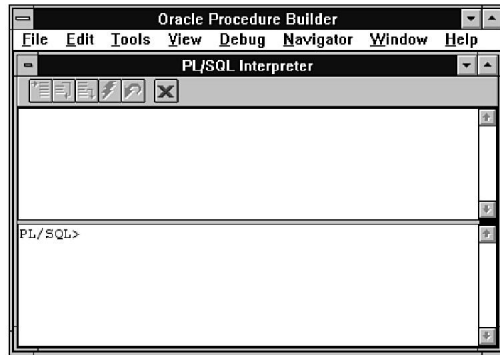 Oracle Procedure Builder
File Edit Tools View Debug Navigator Window Help
PL/SQL Interpreter
PL/SQL>